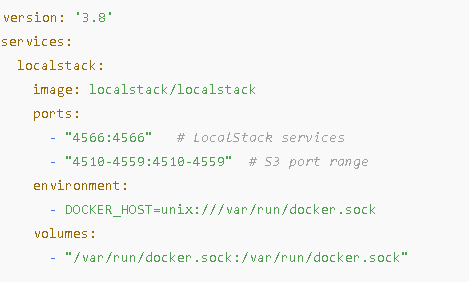 version: '3.8'
services:
  localstack:
    image: localstack/localstack
    ports:
      - "4566:4566"   # LocalStack services
      - "4510-4559:4510-4559"  # S3 port range
    environment:
      - DOCKER_HOST=unix:///var/run/docker.sock
    volumes:
      - "/var/run/docker.sock:/var/run/docker.sock"